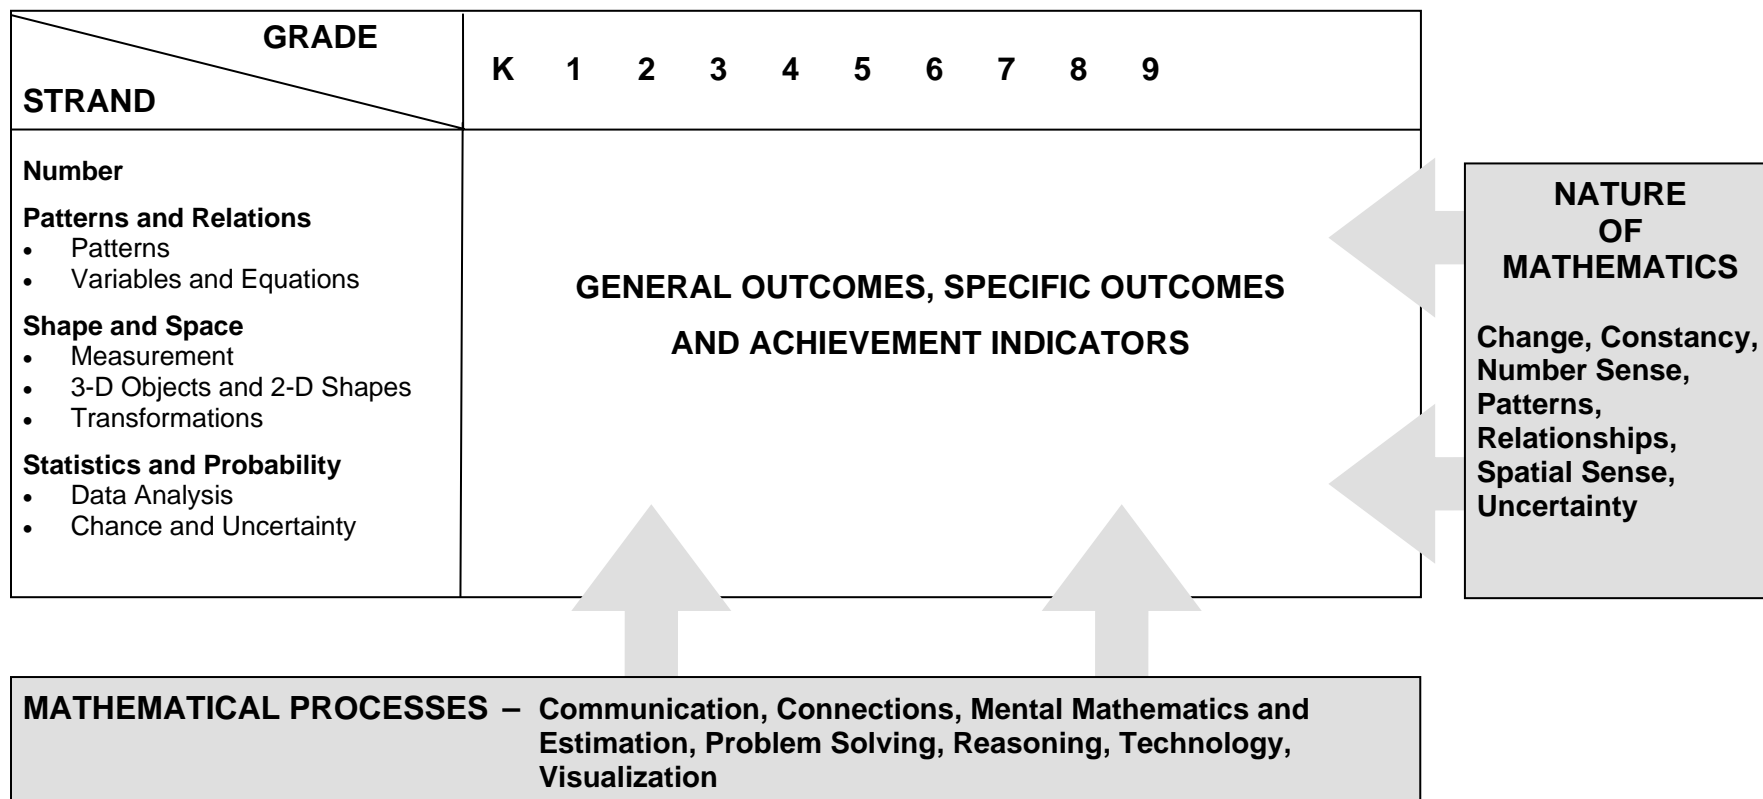 GRADE
STRAND
K 1 2 3 4 5 6 7 8 9
Number
Patterns and Relations
• Patterns
• Variables and Equations
Shape and Space
• Measurement
• 3-D Objects and 2-D Shapes
• Transformations
Statistics and Probability
• Data Analysis
• Chance and Uncertainty
GENERAL OUTCOMES, SPECIFIC OUTCOMES
AND ACHIEVEMENT INDICATORS
NATURE
OF
MATHEMATICS
Change, Constancy,
Number Sense,
Patterns,
Relationships,
Spatial Sense,
Uncertainty
MATHEMATICAL PROCESSES – Communication, Connections, Mental Mathematics and
Estimation, Problem Solving, Reasoning, Technology,
Visualization